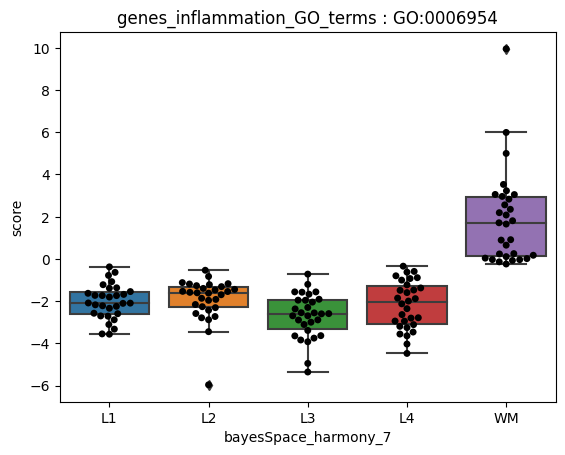 genes_inflammation_GO_terms : GO:0006954
10
8
6
4
2
0
−2
−4
−6
score
L1 L2 L3 L4 WM
bayesSpace_harmony_7